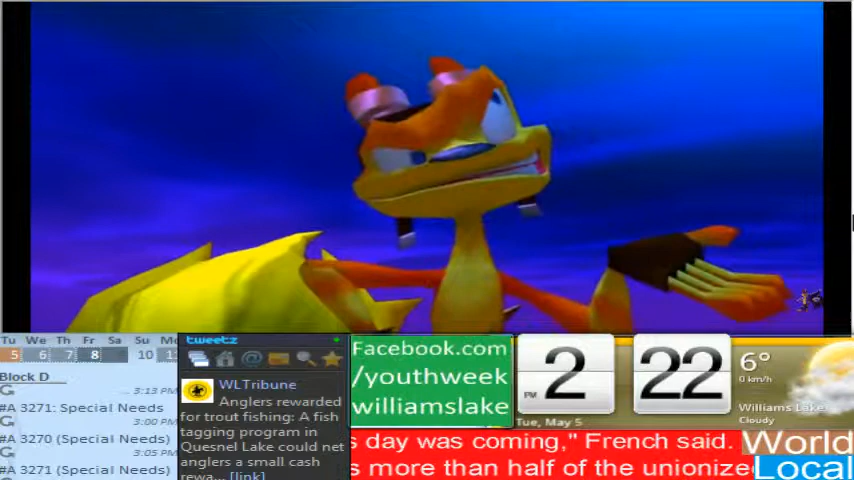 Tu We Th Fr Sa Su Mo
5 6 7 8 10
Block D
... 3:13 PM
#A 3271: Special Needs
3:00 PM
#A 3270 (Special Needs)
3:05 PM
#A 3271 (Special Needs)
tweetz
WLTribune
Anglers rewarded
for trout fishing: A fish
tagging program in
Quesnel Lake could net
anglers a small cash
rewa... [link]
Facebook.com
/youthweek
williamslake
PM 2 22
Tue, May 5
6°
0 km/h
Williams Lake
Cloudy
s day was coming," French said.
s more than half of the unionize
World
Local